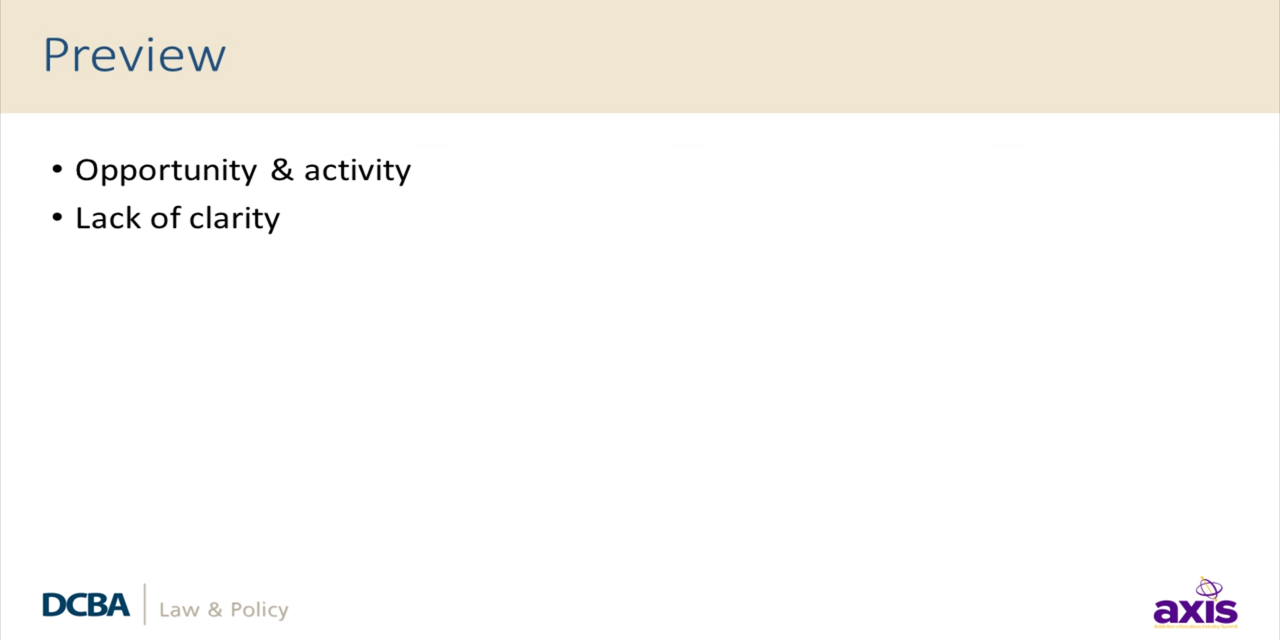 Preview
• Opportunity & activity
• Lack of clarity
DCBA Law & Policy
axis